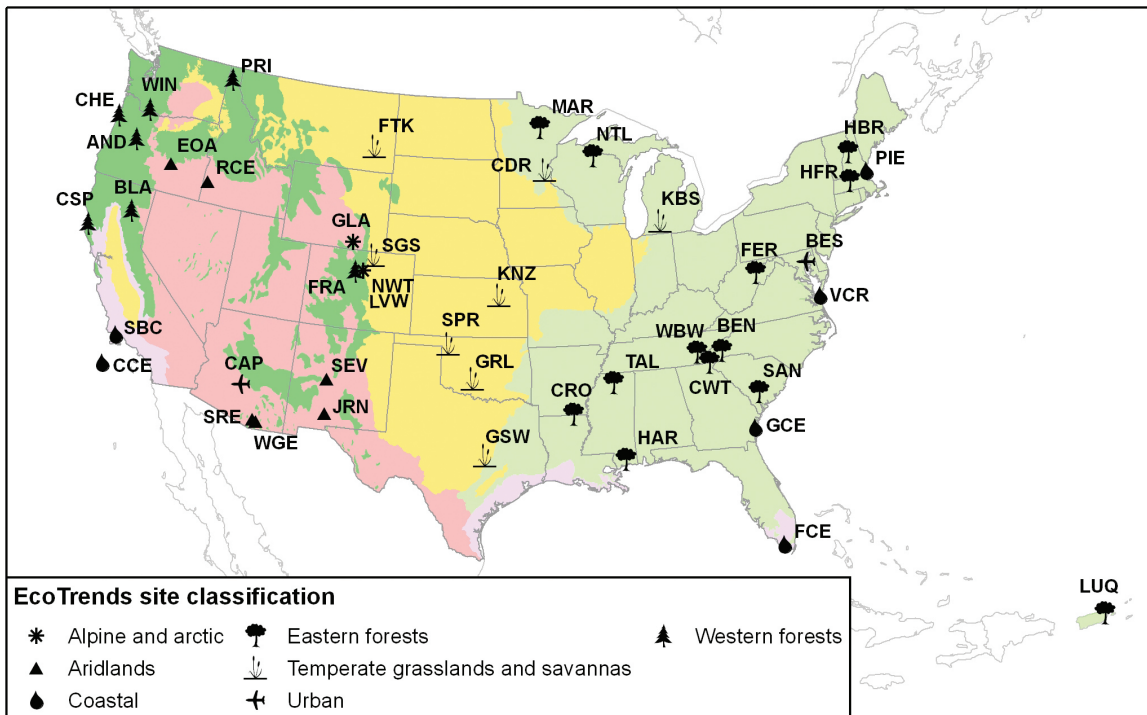 PRI
WIN
CHE
MAR
FTK
HBR
AND
EOA
NTL
PIE
RCE
CDR
HFR
BLA
CSP
KBS
GLA
SGS
FER
BES
KNZ
FRA
NWT
LVW
VCR
SPR
WBW
BEN
SBC
CCE
CAP
SEV
GRL
TAL
CWT
SAN
CRO
JRN
SRE
GCE
WGE
GSW
HAR
FCE
LUQ
EcoTrends site classification
Alpine and arctic
Eastern forests
Western forests
Aridlands
Temperate grasslands and savannas
Coastal
Urban